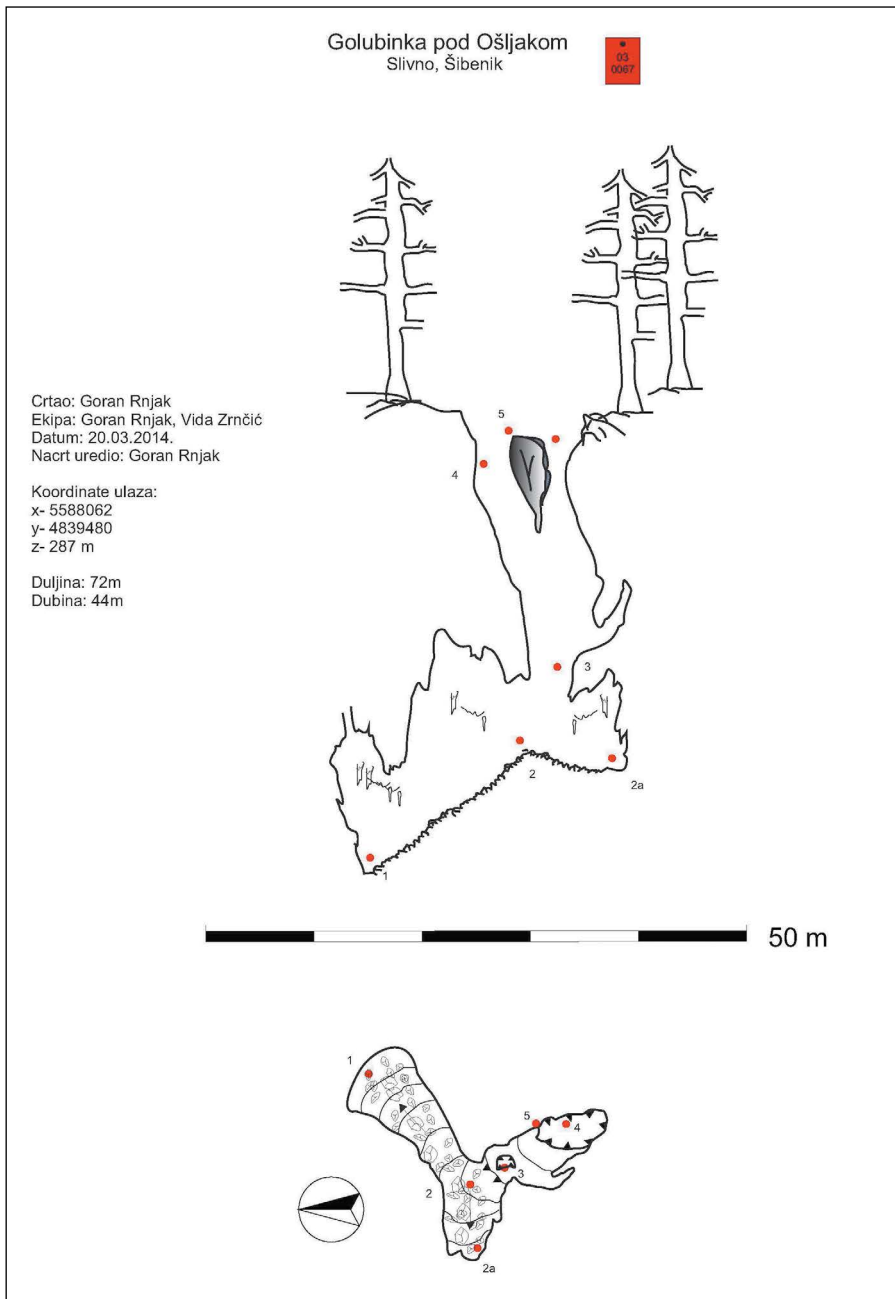 Golubinka pod Ošljakom
Slivno, Šibenik
03
0067
Crtao: Goran Rnjak
Ekipa: Goran Rnjak, Vida Zrnčić
Datum: 20.03.2014.
Nacrt uredio: Goran Rnjak
Koordinate ulaza:
x- 5588062
y- 4839480
z- 287 m
Duljina: 72m
Dubina: 44m
5
4
3
2
2a
1
50 m
1
5
4
3
2
2a